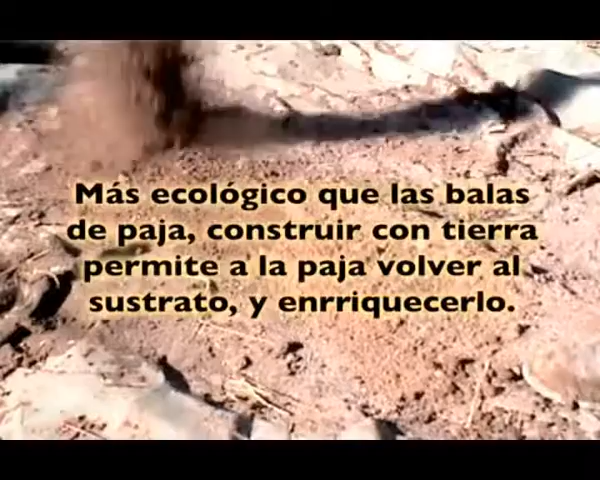 Más ecológico que las balas
de paja, construir con tierra
permite a la paja volver al
sustrato, y enrriquecerlo.